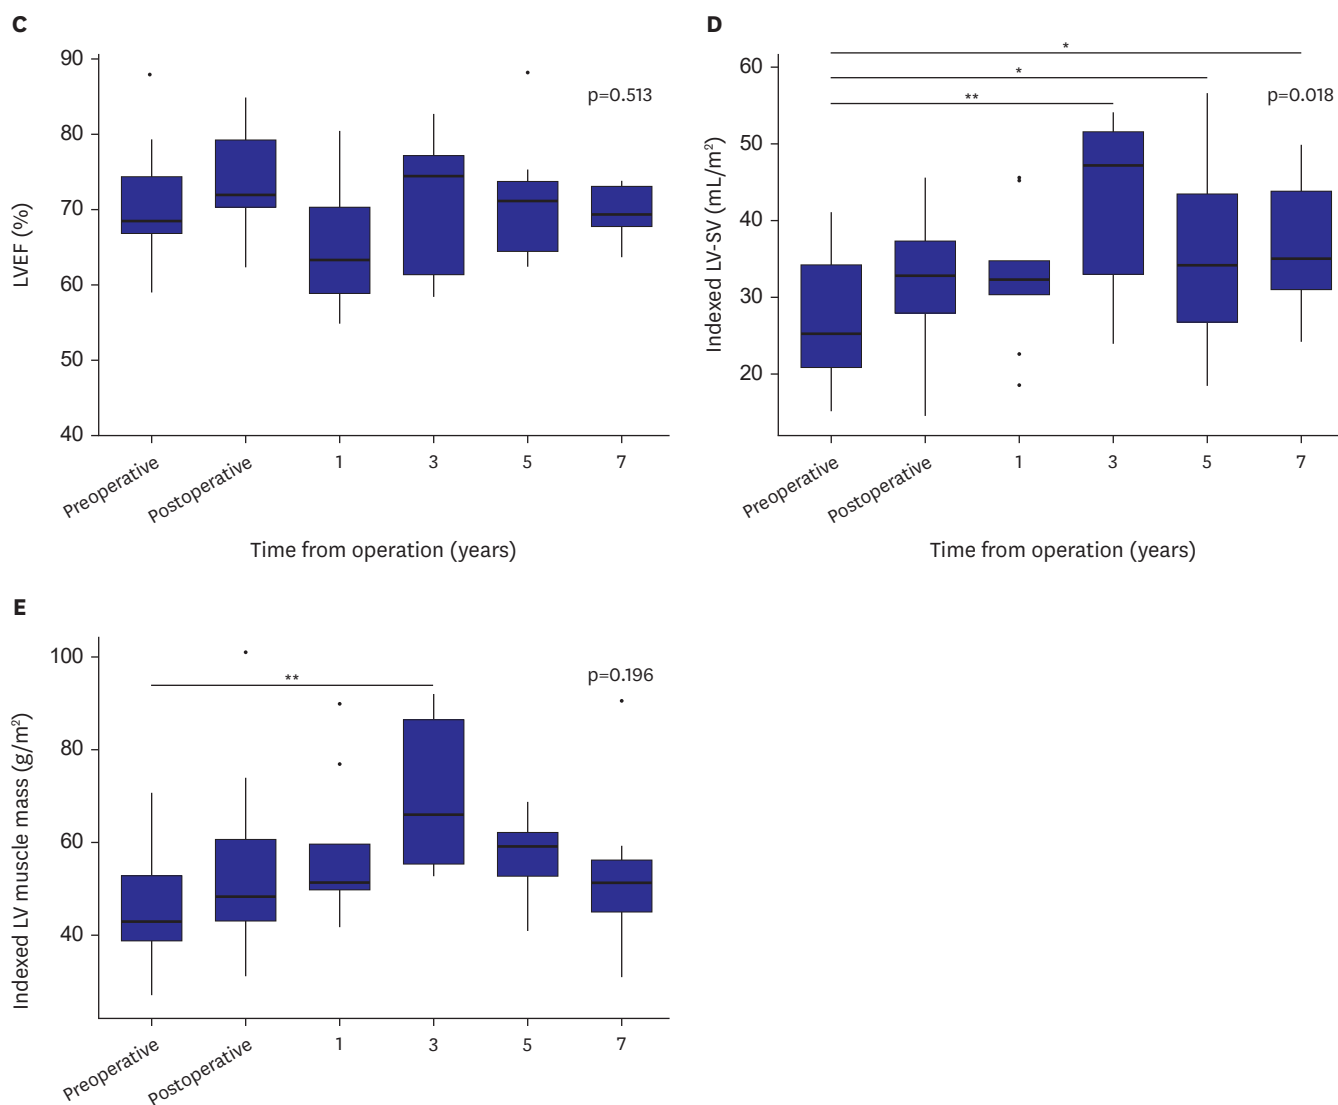 C
90
80
70
60
50
40
LVEF (%)
p=0.513
Preoperative
Postoperative
1
3
5
7
Time from operation (years)
D
60
50
40
30
20
Indexed LV-SV (mL/m²)
*
*
**
p=0.018
Preoperative
Postoperative
1
3
5
7
Time from operation (years)
E
100
80
60
40
Indexed LV muscle mass (g/m²)
**
p=0.196
Preoperative
Postoperative
1
3
5
7